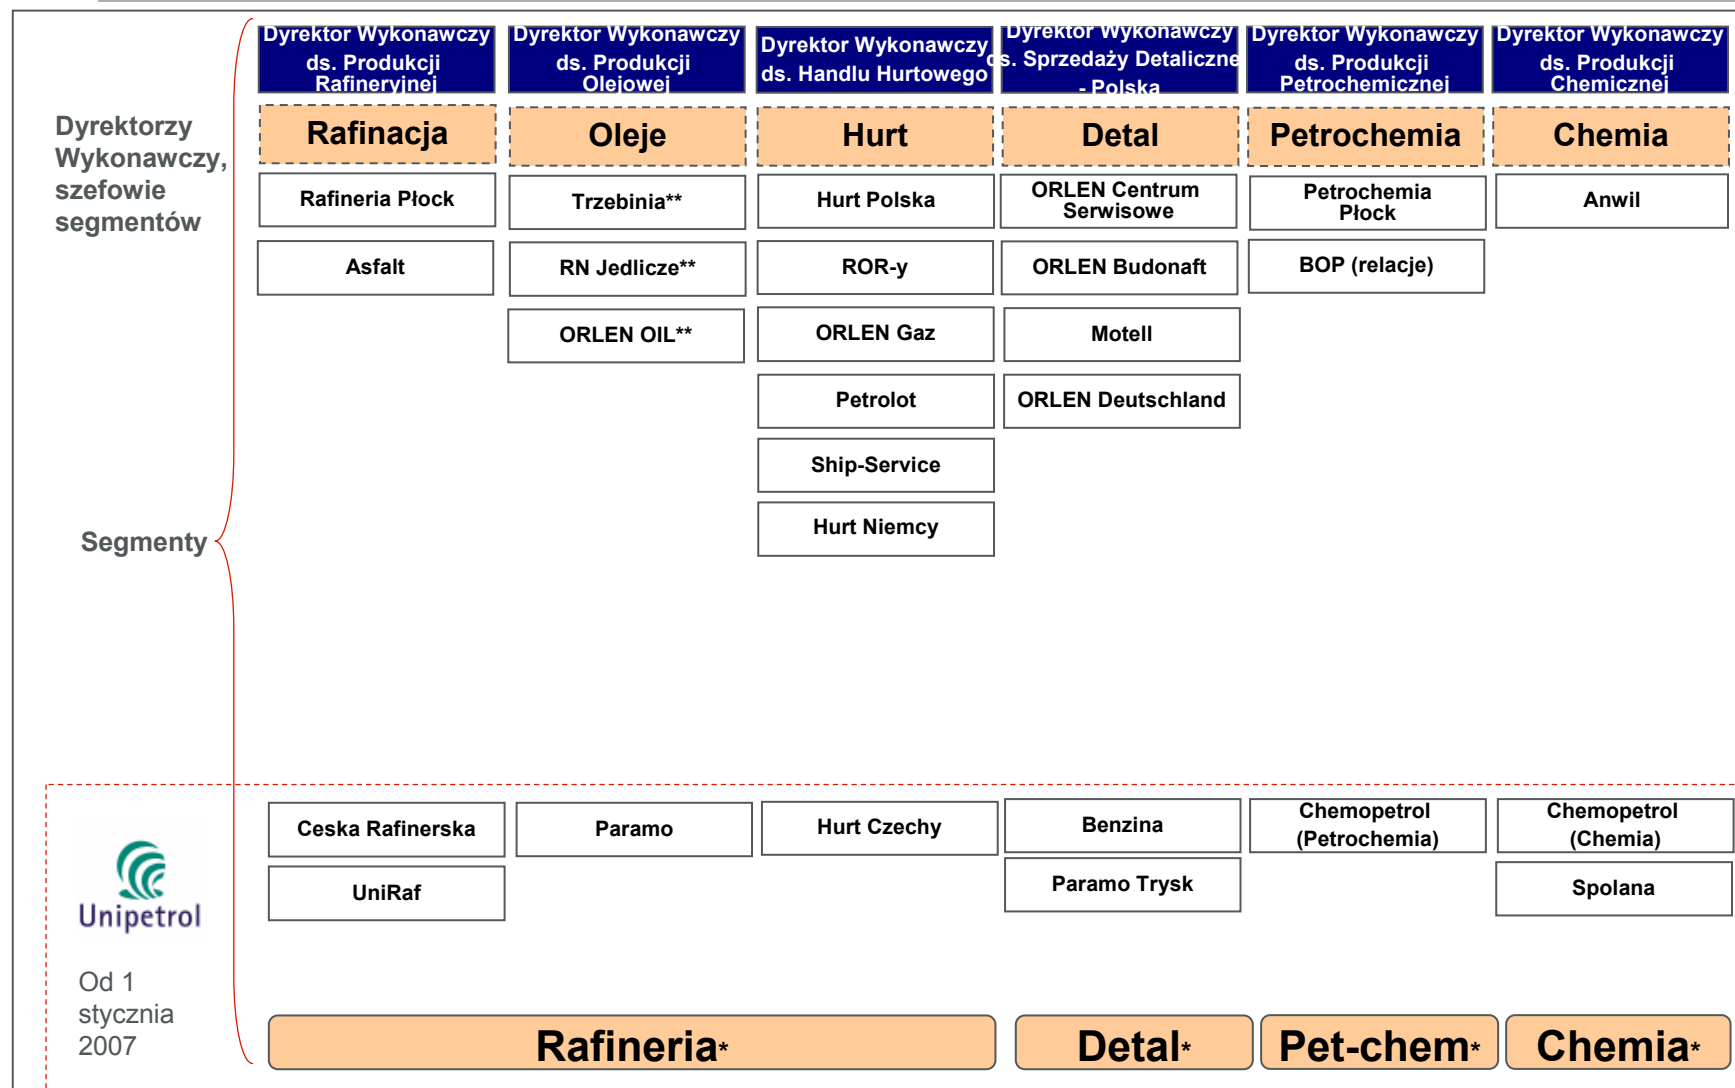 Dyrektor Wykonawczy
ds. Produkcji
Rafineryjnej
Dyrektor Wykonawczy
ds. Produkcji
Olejowej
Dyrektor Wykonawczy
ds. Handlu Hurtowego
Dyrektor Wykonawczy
ds. Sprzedaży Detaliczne
- Polska
Dyrektor Wykonawczy
ds. Produkcji
Petrochemicznej
Dyrektor Wykonawczy
ds. Produkcji
Chemicznej
Dyrektorzy
Wykonawczy,
szefowie
segmentów
Rafinacja
Oleje
Hurt
Detal
Petrochemia
Chemia
Rafineria Płock
Trzebinia**
Hurt Polska
ORLEN Centrum
Serwisowe
Petrochemia
Płock
Anwil
Asfalt
RN Jedlicze**
ROR-y
ORLEN Budonaft
BOP (relacje)
ORLEN OIL**
ORLEN Gaz
Motell
Petrolot
ORLEN Deutschland
Ship-Service
Hurt Niemcy
Segmenty
Ceska Rafinerska
Paramo
Hurt Czechy
Benzina
Chemopetrol
(Petrochemia)
Chemopetrol
(Chemia)
UniRaf
Paramo Trysk
Spolana
Unipetrol
Od 1
stycznia
2007
Rafineria*
Detal*
Pet-chem*
Chemia*